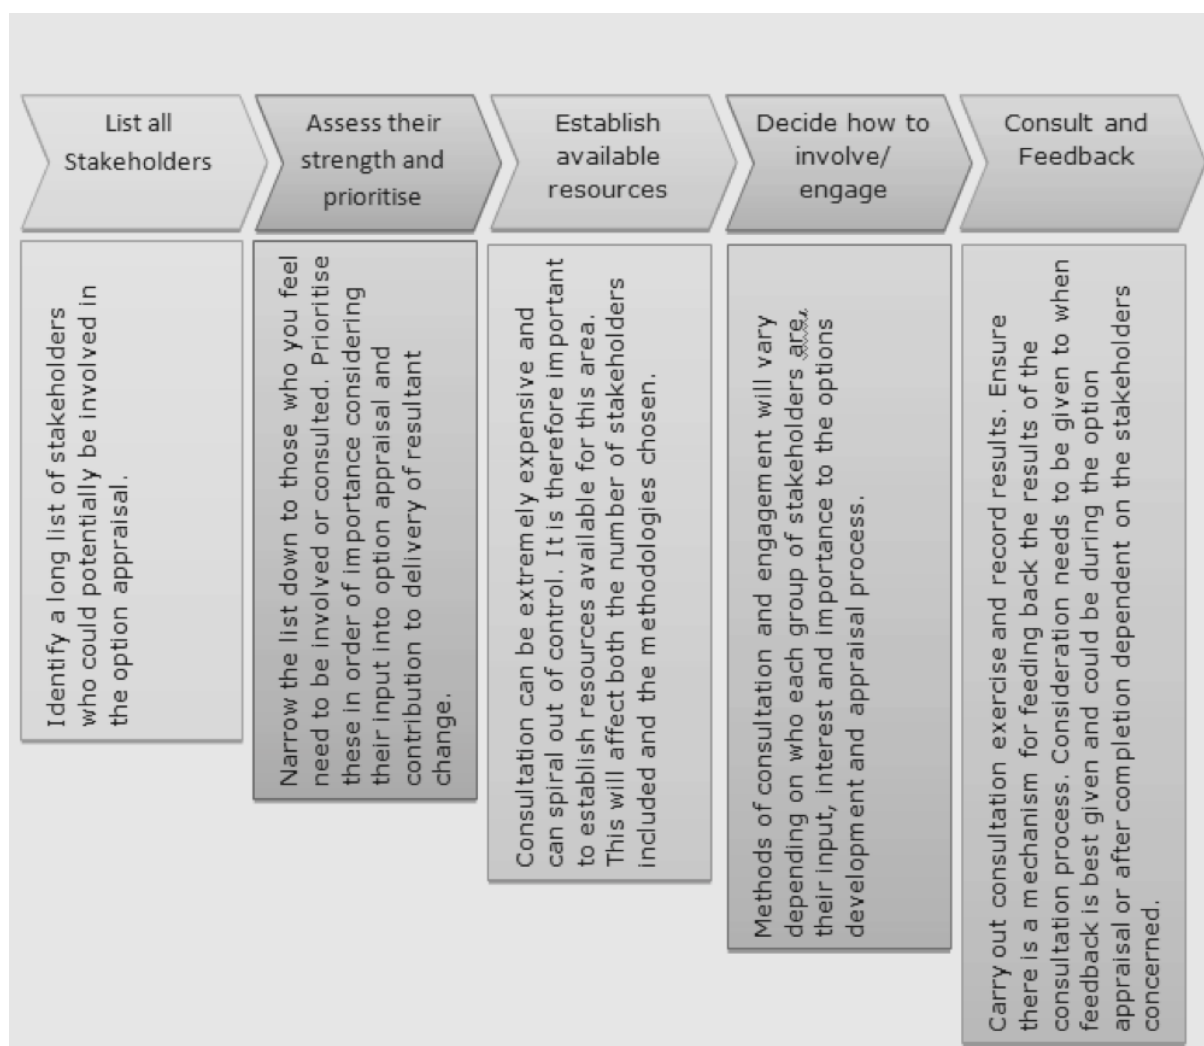 List all
Stakeholders
Assess their
strength and
prioritise
Establish
available
resources
Decide how to
involve/
engage
Consult and
Feedback
Identify a long list of stakeholders
who could potentially be involved in
the option appraisal.
Narrow the list down to those who you feel
need to be involved or consulted. Prioritise
these in order of importance considering
their input into option appraisal and
contribution to delivery of resultant
change.
Consultation can be extremely expensive and
can spiral out of control. It is therefore important
to establish resources available for this area.
This will affect both the number of stakeholders
included and the methodologies chosen.
Methods of consultation and engagement will vary
depending on who each group of stakeholders are,
their input, interest and importance to the options
development and appraisal process.
Carry out consultation exercise and record results. Ensure
there is a mechanism for feeding back the results of the
consultation process. Consideration needs to be given to when
feedback is best given and could be during the option
appraisal or after completion dependent on the stakeholders
concerned.